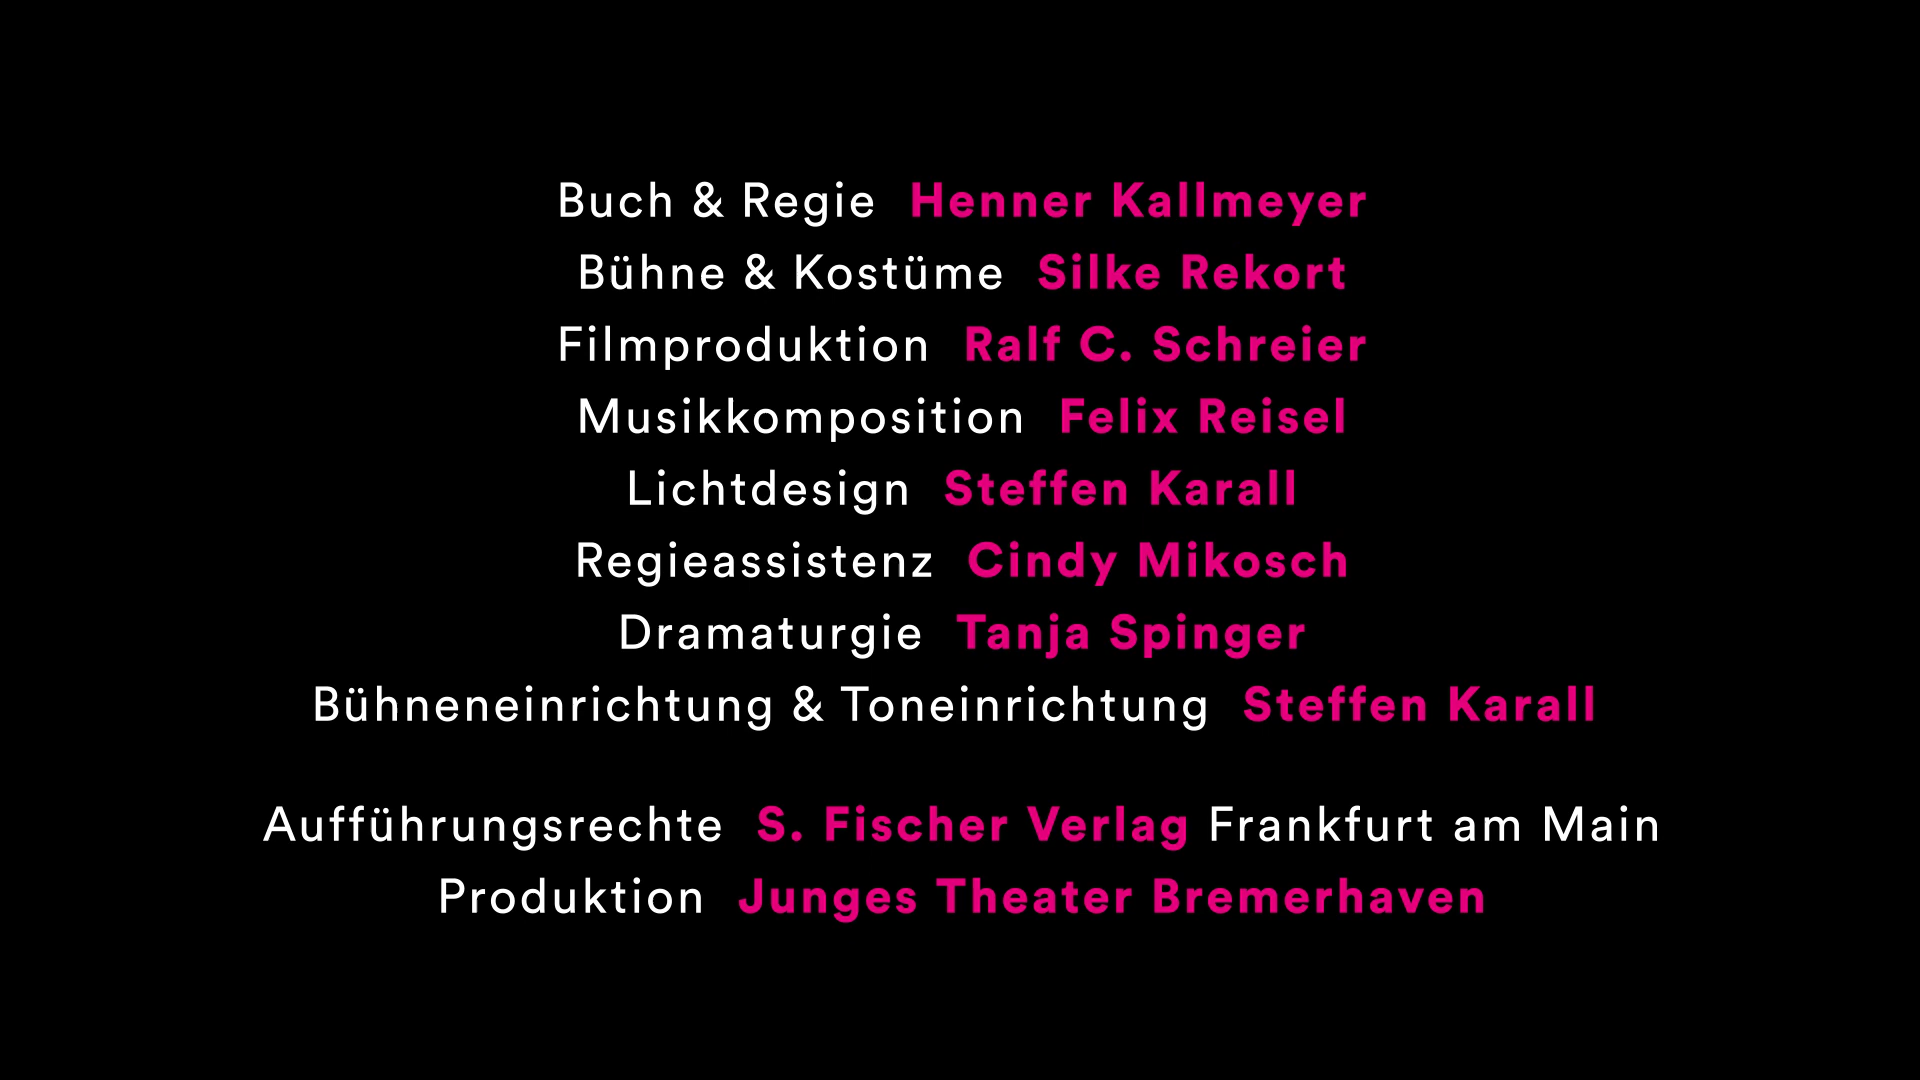 Buch & Regie Henner Kallmeyer
Bühne & Kostüme Silke Rekort
Filmproduktion Ralf C. Schreier
Musikkomposition Felix Reisel
Lichtdesign Steffen Karall
Regieassistenz Cindy Mikosch
Dramaturgie Tanja Spinger
Bühneneinrichtung & Toneinrichtung Steffen Karall
Aufführungsrechte S. Fischer Verlag Frankfurt am Main
Produktion Junges Theater Bremerhaven